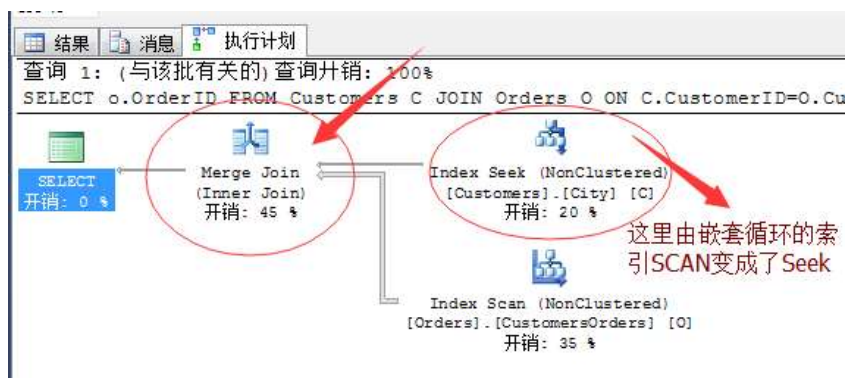 结果 消息 执行计划
查询 1: (与该批有关的)查询开销: 100%
SELECT o.OrderID FROM Customers C JOIN Orders O ON C.CustomerID=O.Cu
SELECT
开销: 0 %
Merge Join
(Inner Join)
开销: 45 %
Index Seek (NonClustered)
[Customers].[City] [C]
开销: 20 %
这里由嵌套循环的索
引SCAN变成了Seek
Index Scan (NonClustered)
[Orders].[CustomersOrders] [O]
开销: 35 %